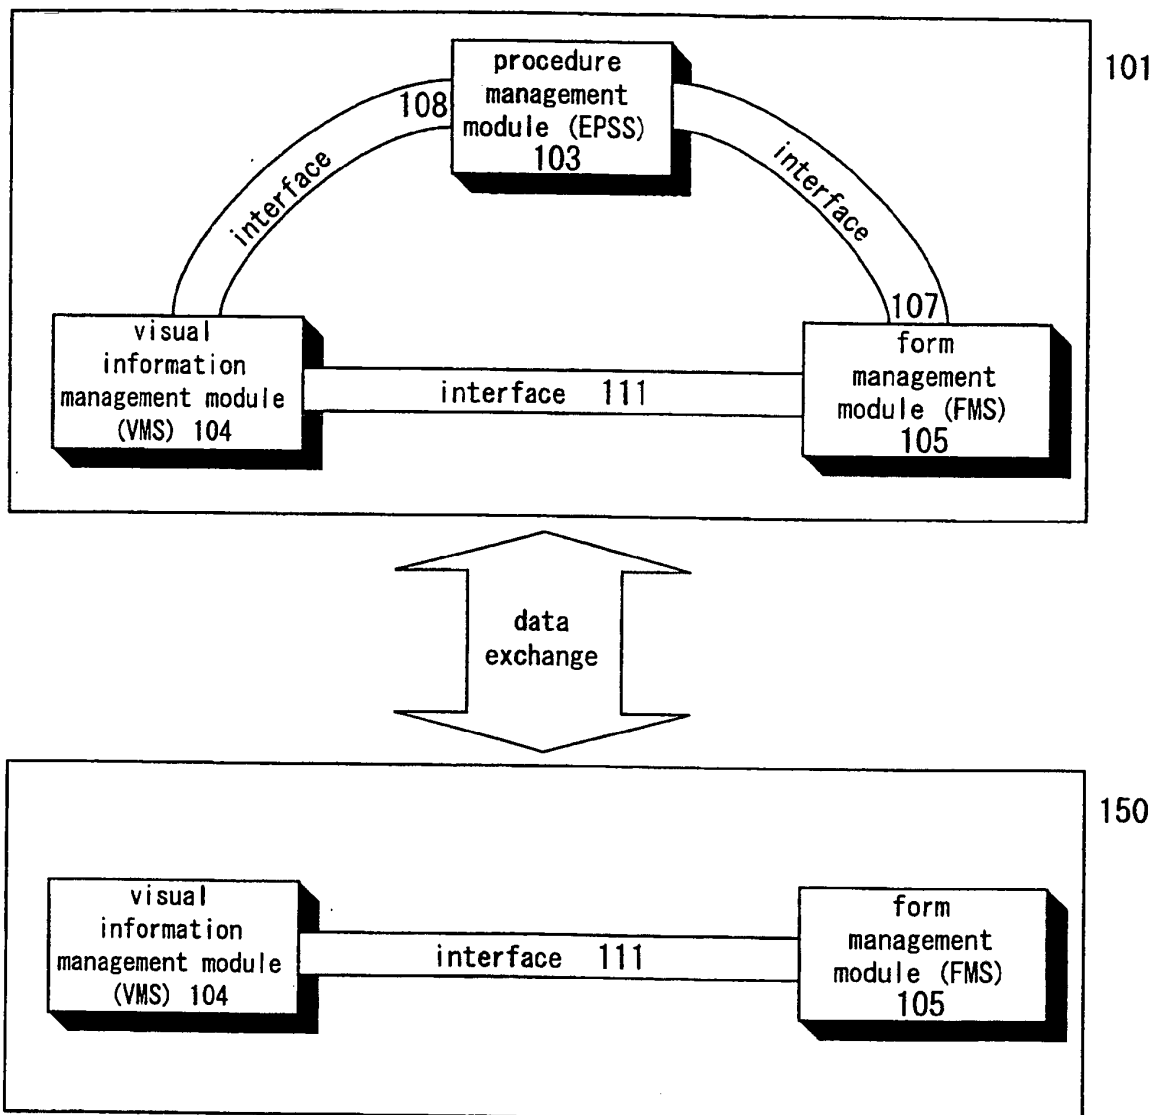 procedure
management
module (EPSS)
103
101
108
interface
interface
107
visual
information
management module
(VMS) 104
interface 111
form
management
module (FMS)
105
data
exchange
150
visual
information
management module
(VMS) 104
interface 111
form
management
module (FMS)
105